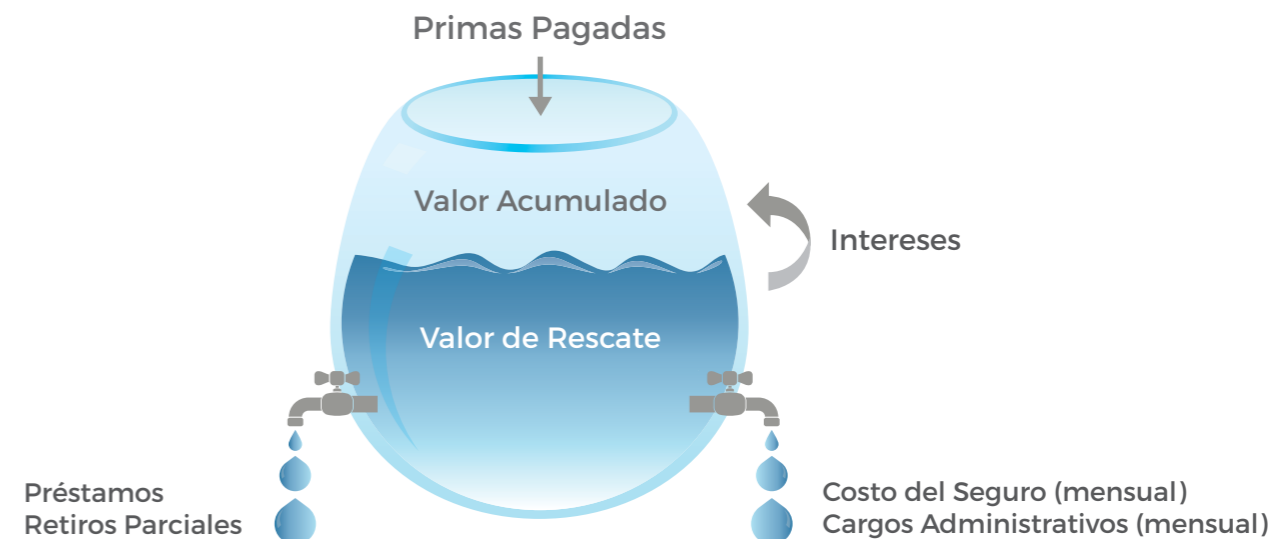 Primas Pagadas
Valor Acumulado
Intereses
Valor de Rescate
Préstamos
Retiros Parciales
Costo del Seguro (mensual)
Cargos Administrativos (mensual)